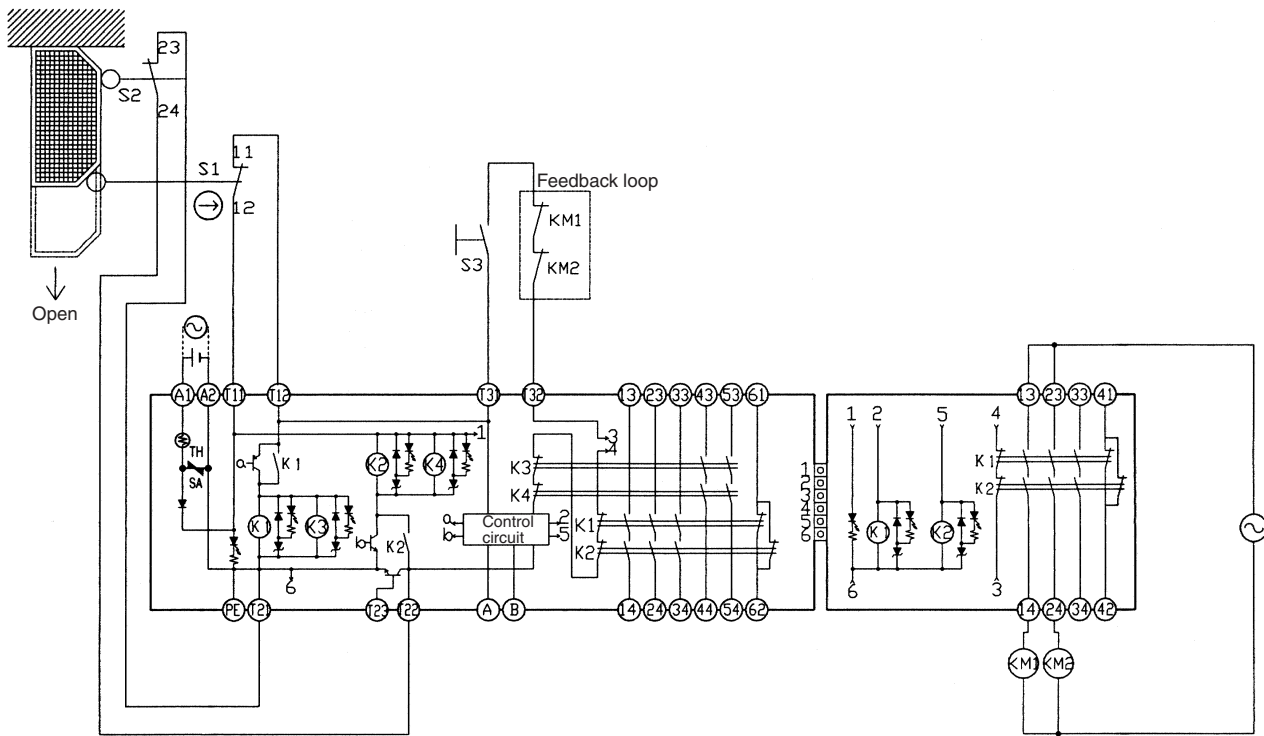 23
S2
24
11
S1
12
Open
S3
Feedback loop
KM1
KM2
A1 A2 T11 T12 T31 T32 13 23 33 43 53 61
13 23 33 41
TH
SA
a
K1
K2
K4
1
3
4
K3
K4
K1
K3
b
K2
a
b
Control
circuit
2
5
K1
K2
6
1
2
3
4
5
6
1 2 5 4
K1
K2
K1
K2
6
3
PE T21 T23 T22 A B 14 24 34 44 54 62
14 24 34 42
KM1 KM2